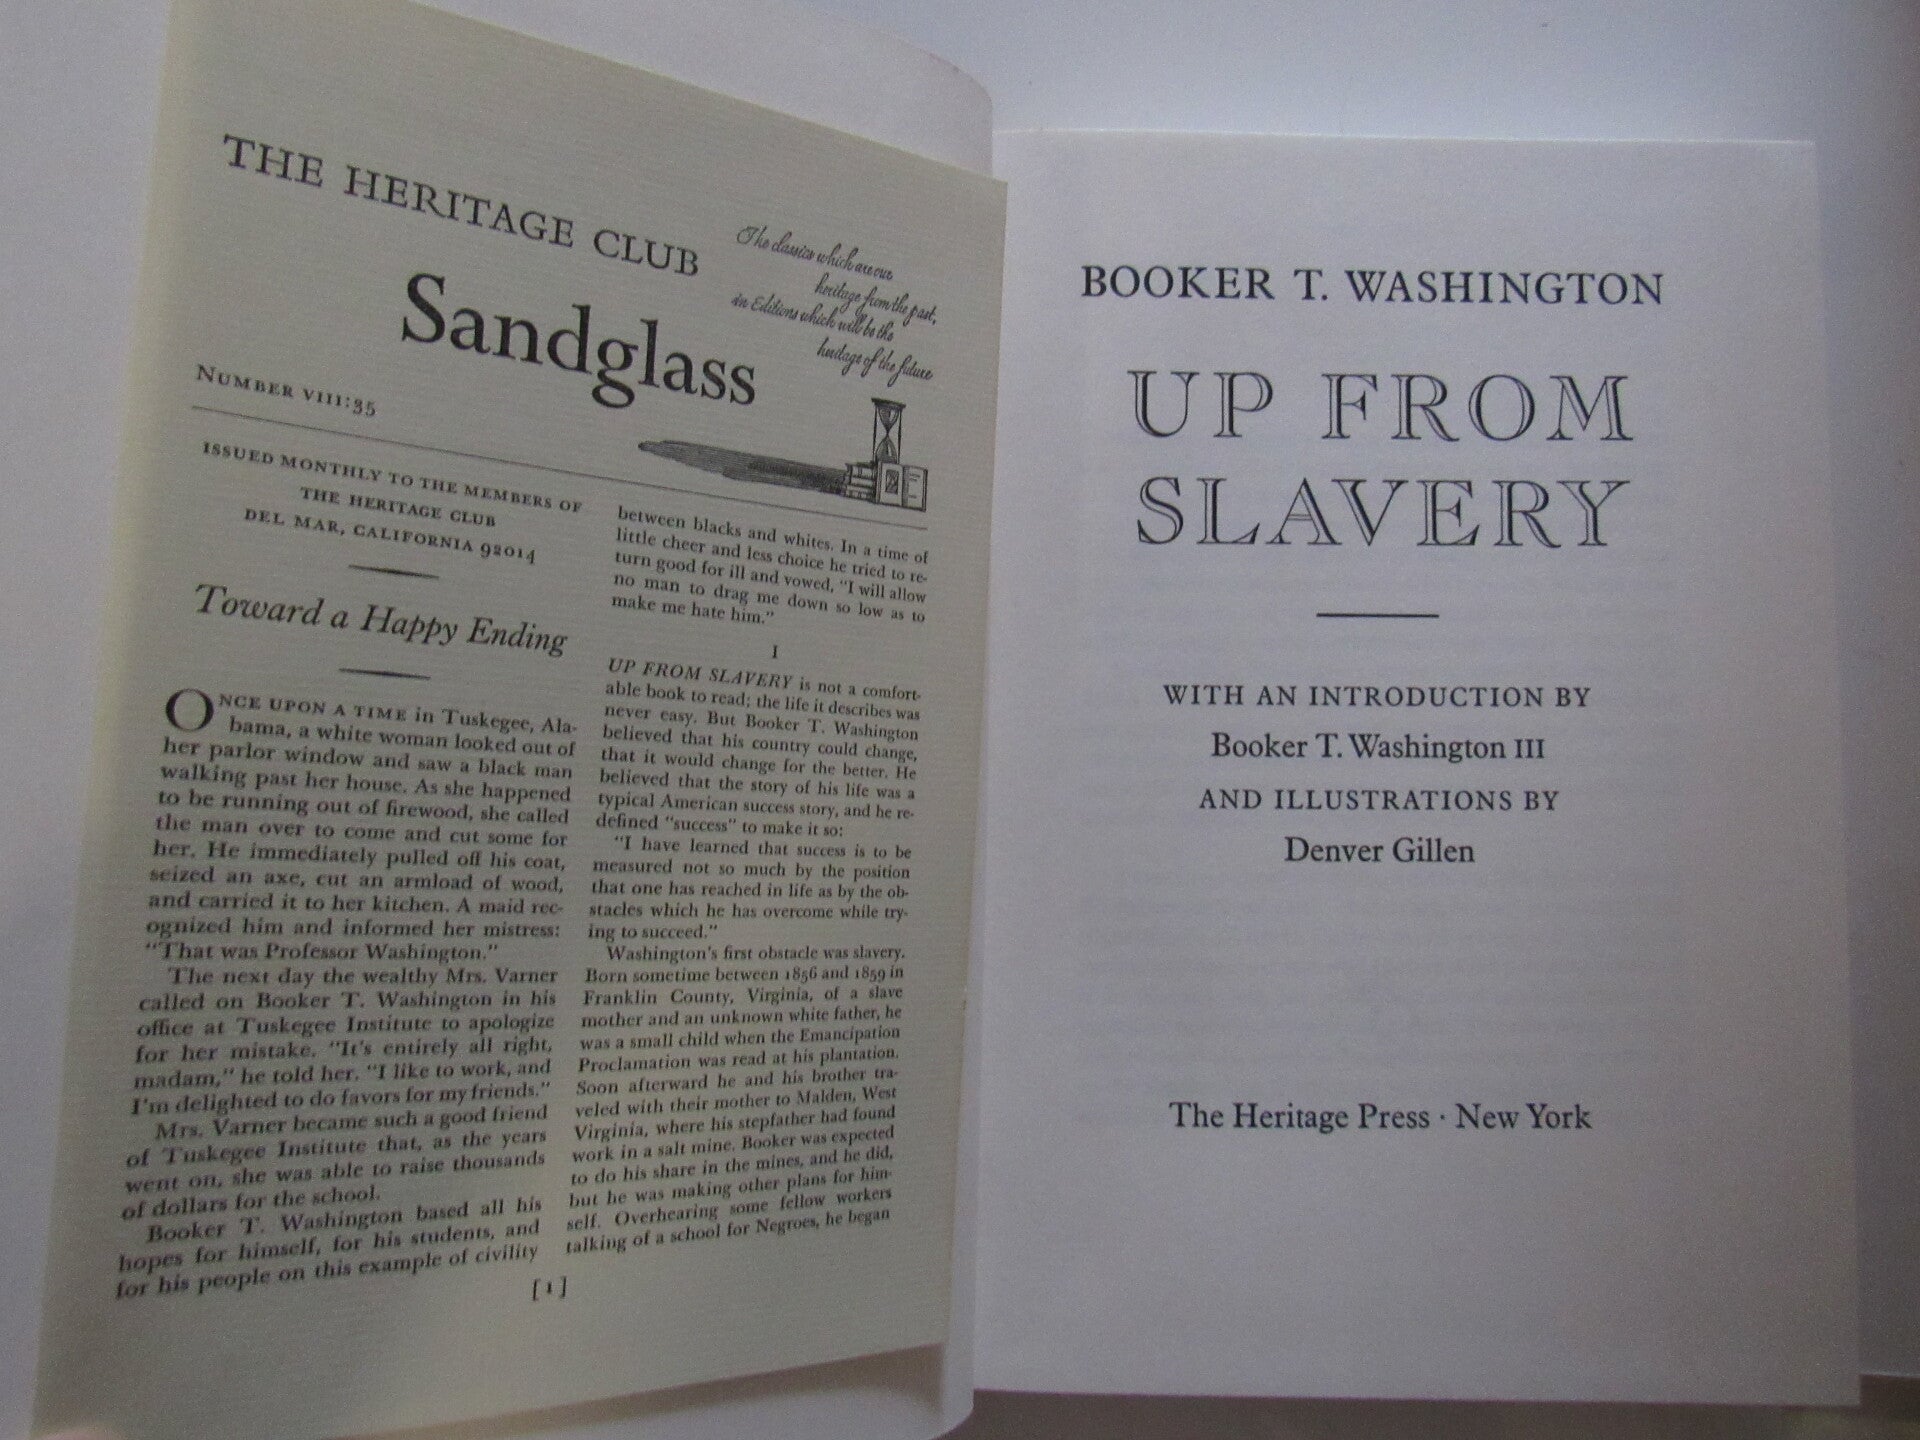 THE HERITAGE CLUB
Sandglass
The classics which are our
heritage from the past,
in Editions which will be the
heritage of the future
NUMBER VIII:35
ISSUED MONTHLY TO THE MEMBERS OF
THE HERITAGE CLUB
DEL MAR, CALIFORNIA 92014
Toward a Happy Ending
ONCE UPON A TIME in Tuskegee, Ala-
bama, a white woman looked out of
her parlor window and saw a black man
walking past her house. As she happened
to be running out of firewood, she called
the man over to come and cut some for
her. He immediately pulled off his coat,
seized an axe, cut an armload of wood,
and carried it to her kitchen. A maid rec-
ognized him and informed her mistress:
"That was Professor Washington."
The next day the wealthy Mrs. Varner
called on Booker T. Washington in his
office at Tuskegee Institute to apologize
for her mistake. "It's entirely all right,
madam," he told her. "I like to work, and
I'm delighted to do favors for my friends."
Mrs. Varner became such a good friend
of Tuskegee Institute that, as the years
went on, she was able to raise thousands
of dollars for the school.
Booker T. Washington based all his
hopes for himself, for his students, and
for his people on this example of civility
between blacks and whites. In a time of
little cheer and less choice he tried to re-
turn good for ill and vowed, "I will allow
no man to drag me down so low as to
make me hate him."
I
UP FROM SLAVERY is not a comfort-
able book to read; the life it describes was
never easy. But Booker T. Washington
believed that his country could change,
that it would change for the better. He
believed that the story of his life was a
typical American success story, and he re-
defined "success" to make it so:
"I have learned that success is to be
measured not so much by the position
that one has reached in life as by the ob-
stacles which he has overcome while try-
ing to succeed."
Washington's first obstacle was slavery.
Born sometime between 1856 and 1859 in
Franklin County, Virginia, of a slave
mother and an unknown white father, he
was a small child when the Emancipation
Proclamation was read at his plantation.
Soon afterward he and his brother tra-
veled with their mother to Malden, West
Virginia, where his stepfather had found
work in a salt mine. Booker was expected
to do his share in the mines, and he did,
but he was making other plans for him-
self. Overhearing some fellow workers
talking of a school for Negroes, he began
[1]
BOOKER T. WASHINGTON
UP FROM
SLAVERY
WITH AN INTRODUCTION BY
Booker T. Washington III
AND ILLUSTRATIONS BY
Denver Gillen
The Heritage Press · New York